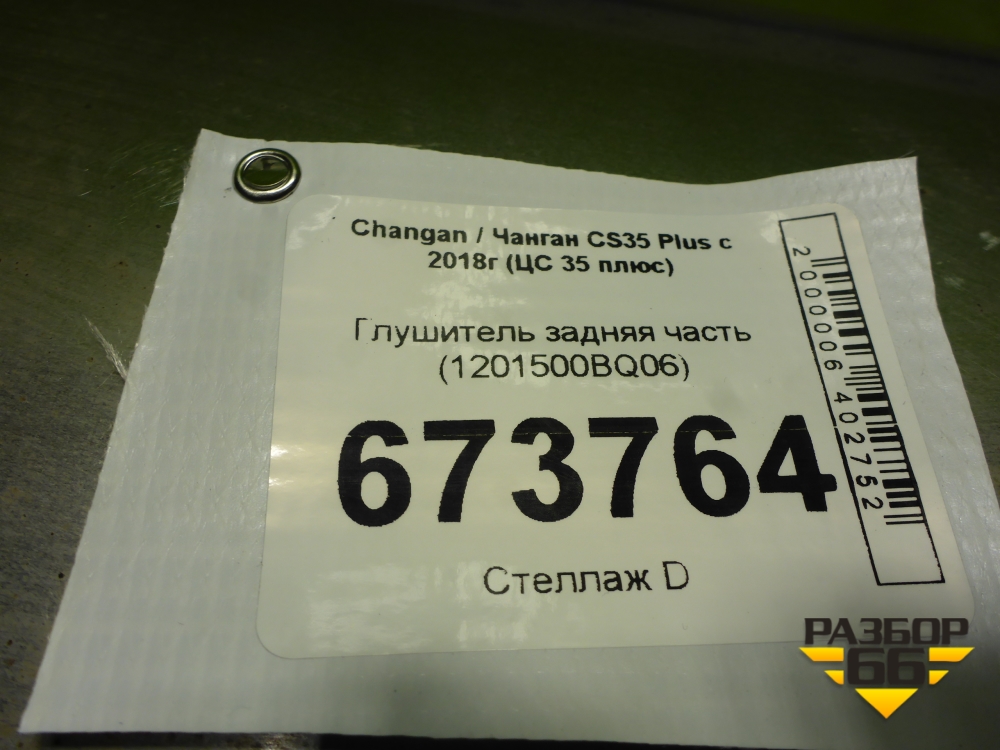 Changan / Чанган CS35 Plus с
2018г (ЦС 35 плюс)
Глушитель задняя часть
(1201500BQ06)
673764
Стеллаж D
2000006402752
РАЗБОР
66